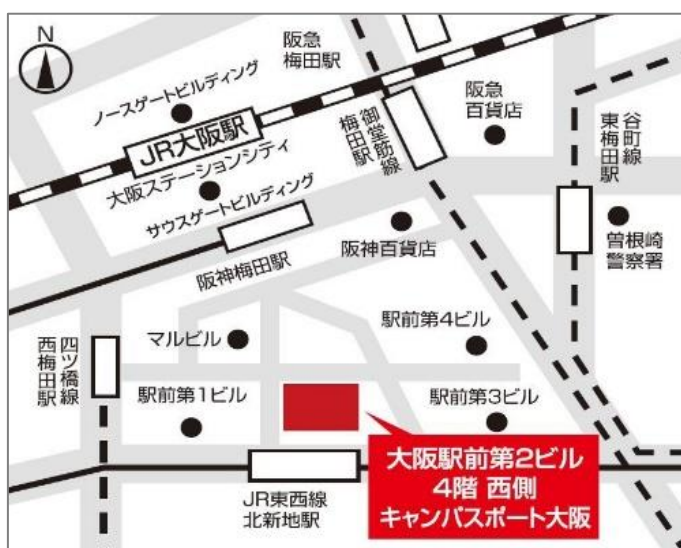 N
阪急
梅田駅
ノースゲートビルディング
JR大阪駅
大阪ステーションシティ
サウスゲートビルディング
阪神梅田駅
御堂筋線
梅田駅
阪急
百貨店
阪神百貨店
谷町線
東梅田駅
曽根崎
警察署
四ツ橋線
西梅田駅
マルビル
駅前第4ビル
駅前第1ビル
駅前第3ビル
大阪駅前第2ビル
4階 西側
キャンパスポート大阪
JR東西線
北新地駅